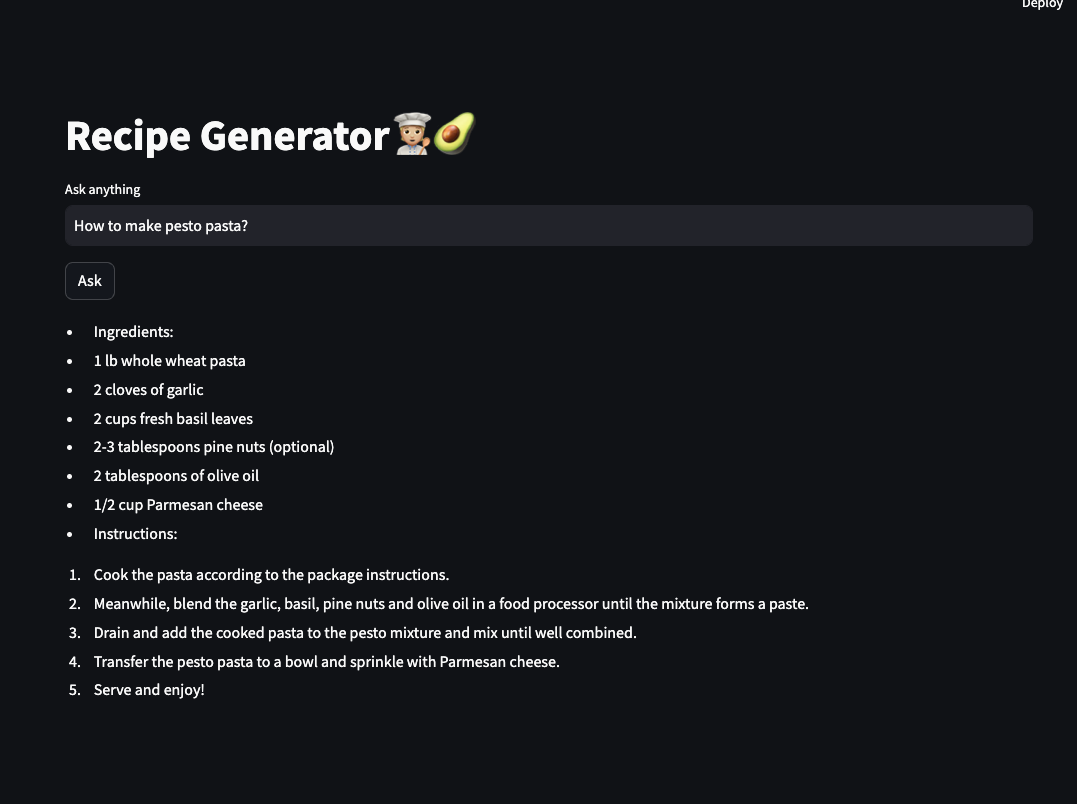 Deploy
Recipe Generator🧑🏼‍🍳🥑
Ask anything
How to make pesto pasta?
Ask
• Ingredients:
• 1 lb whole wheat pasta
• 2 cloves of garlic
• 2 cups fresh basil leaves
• 2-3 tablespoons pine nuts (optional)
• 2 tablespoons of olive oil
• 1/2 cup Parmesan cheese
• Instructions:
1. Cook the pasta according to the package instructions.
2. Meanwhile, blend the garlic, basil, pine nuts and olive oil in a food processor until the mixture forms a paste.
3. Drain and add the cooked pasta to the pesto mixture and mix until well combined.
4. Transfer the pesto pasta to a bowl and sprinkle with Parmesan cheese.
5. Serve and enjoy!